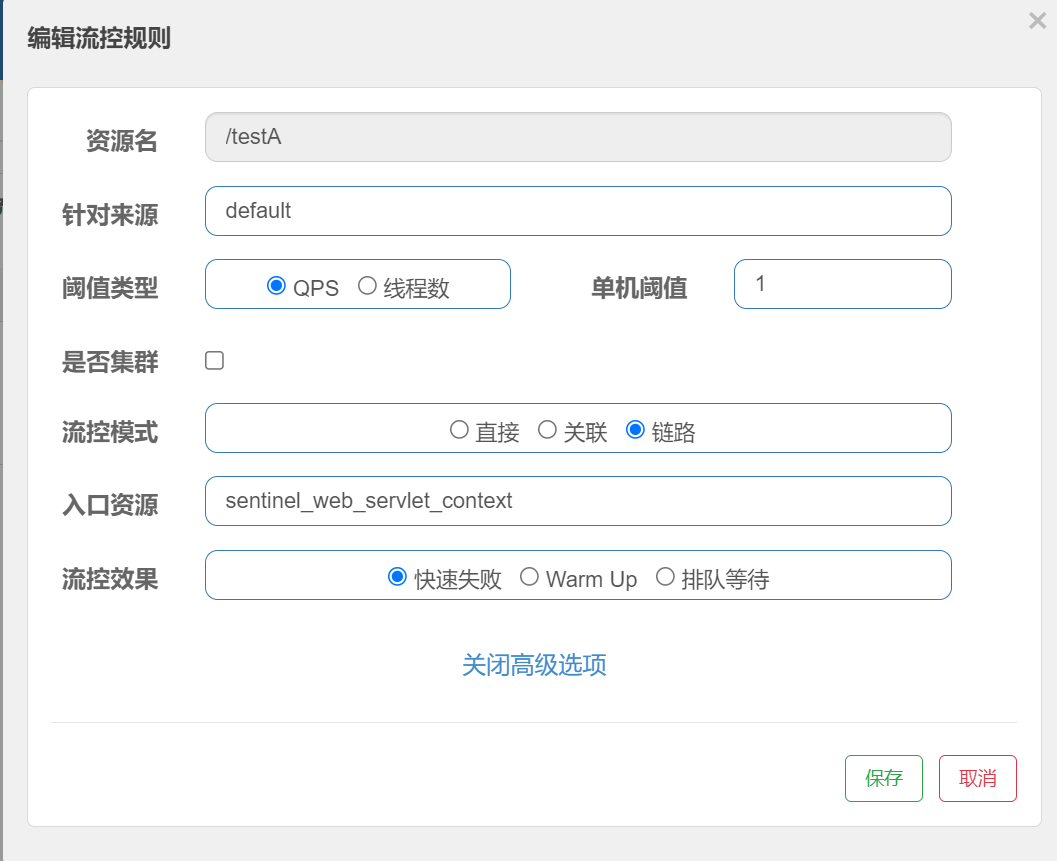 编辑流控规则
资源名 /testA
针对来源 default
阈值类型 QPS 线程数 单机阈值 1
是否集群
流控模式 直接 关联 链路
入口资源 sentinel_web_servlet_context
流控效果 快速失败 Warm Up 排队等待
关闭高级选项
保存 取消